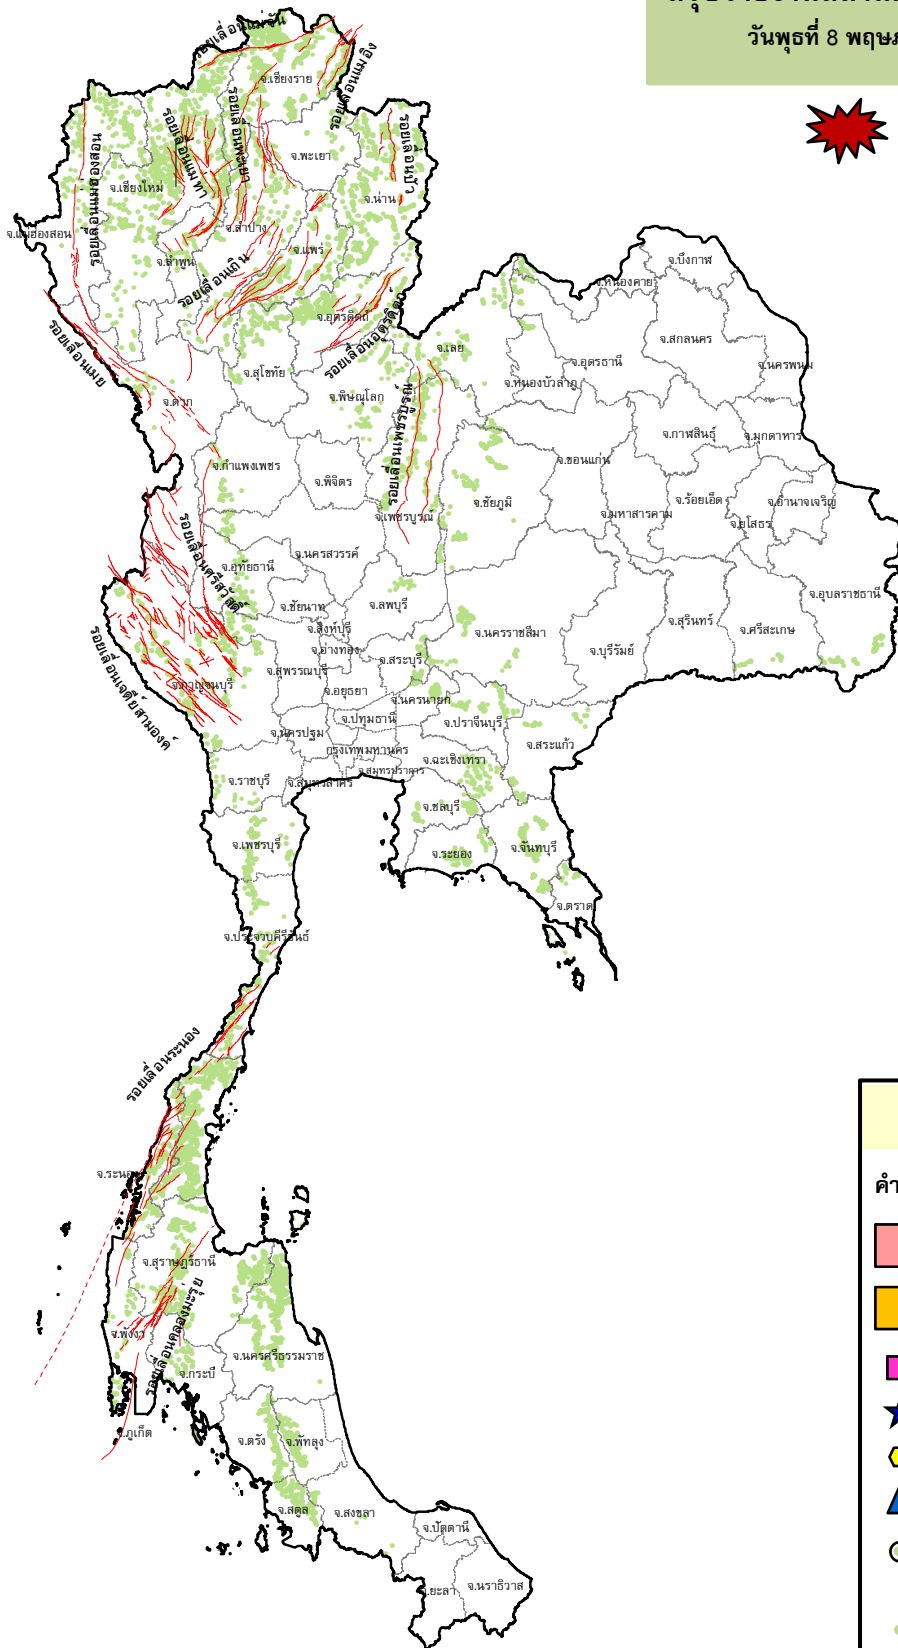 วันพุธที่ 8 พฤษภ
รอยเลื่อนแม่จัน
รอยเลื่อนแม่อิง
จ.เชียงราย
รอยเลื่อนพะเยา
รอยเลื่อนแม่ทา
รอยเลื่อนปัว
จ.พะเยา
รอยเลื่อนแม่ฮ่องสอน
จ.เชียงใหม่
จ.น่าน
จ.แม่ฮ่องสอน
จ.ลำปาง
จ.แพร่
จ.ลำพูน
รอยเลื่อนเถิน
จ.บึงกาฬ
จ.หนองคาย
จ.อุตรดิตถ์
รอยเลื่อนอุตรดิตถ์
จ.สกลนคร
จ.เลย
จ.อุดรธานี
จ.นครพนม
รอยเลื่อนเมย
จ.สุโขทัย
จ.หนองบัวลำภู
จ.ตาก
จ.พิษณุโลก
รอยเลื่อนเพชรบูรณ์
จ.กาฬสินธุ์
จ.มุกดาหาร
จ.ขอนแก่น
จ.กำแพงเพชร
จ.พิจิตร
จ.ชัยภูมิ
จ.ร้อยเอ็ด
จ.อำนาจเจริญ
จ.เพชรบูรณ์
จ.มหาสารคาม
จ.ยโสธร
รอยเลื่อนศรีสวัสดิ์
จ.นครสวรรค์
จ.อุทัยธานี
จ.อุบลราชธานี
จ.ชัยนาท
จ.ลพบุรี
จ.สิงห์บุรี
จ.นครราชสีมา
จ.สุรินทร์
จ.ศรีสะเกษ
จ.อ่างทอง
จ.สระบุรี
จ.บุรีรัมย์
จ.สุพรรณบุรี
รอยเลื่อนเจดีย์สามองค์
จ.กาญจนบุรี
จ.อยุธยา
จ.นครนายก
จ.ปทุมธานี
จ.ปราจีนบุรี
จ.นครปฐม
จ.สระแก้ว
กรุงเทพมหานคร
จ.ฉะเชิงเทรา
จ.สมุทรปราการ
จ.ราชบุรี
จ.สมุทรสาคร
จ.ชลบุรี
จ.เพชรบุรี
จ.ระยอง
จ.จันทบุรี
จ.ตราด
จ.ประจวบคีรีขันธ์
รอยเลื่อนระนอง
จ.ระนอง
คำ
จ.สุราษฎร์ธานี
รอยเลื่อนคลองมะรุ่ย
จ.พังงา
จ.นครศรีธรรมราช
จ.กระบี่
จ.ภูเก็ต
จ.ตรัง
จ.พัทลุง
จ.สตูล
จ.สงขลา
จ.ปัตตานี
จ.ยะลา
จ.นราธิวาส